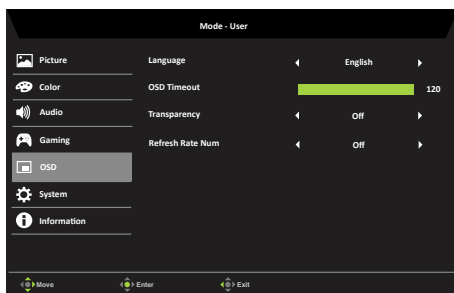 Mode - User
Picture
Language English
Color
OSD Timeout 120
Audio
Transparency Off
Gaming
Refresh Rate Num Off
OSD
System
Information
Move Enter Exit